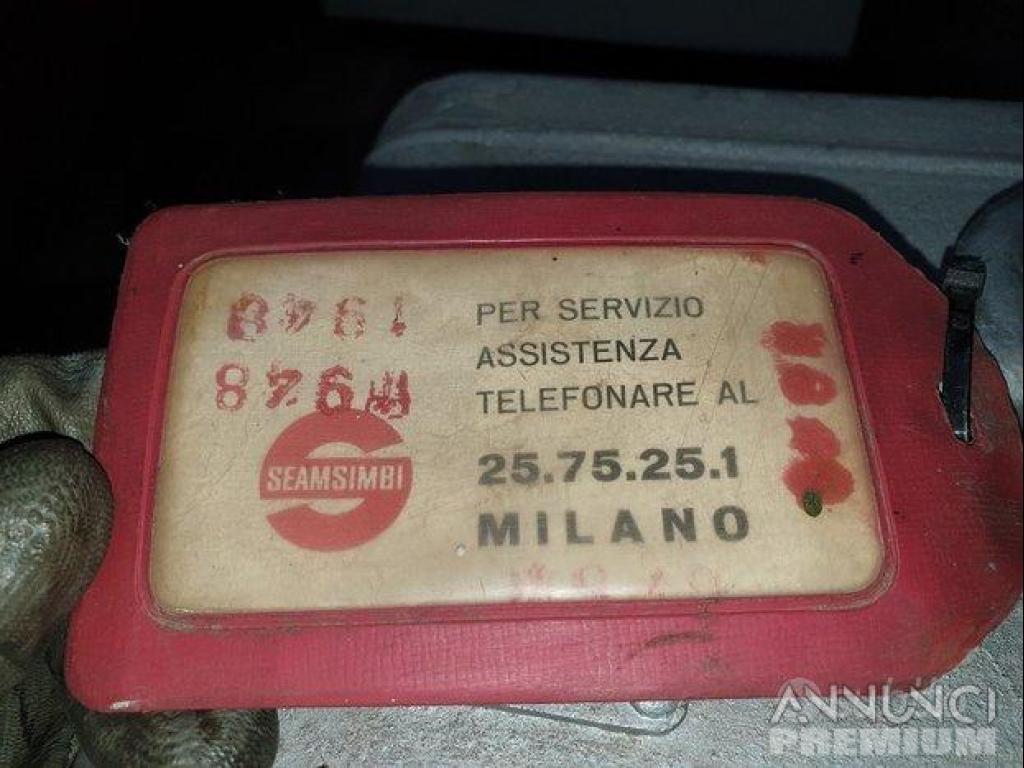 PER SERVIZIO
ASSISTENZA
TELEFONARE AL
25.75.25.1
MILANO
SEAMSIMBI
ANNUNCI
PREMIUM